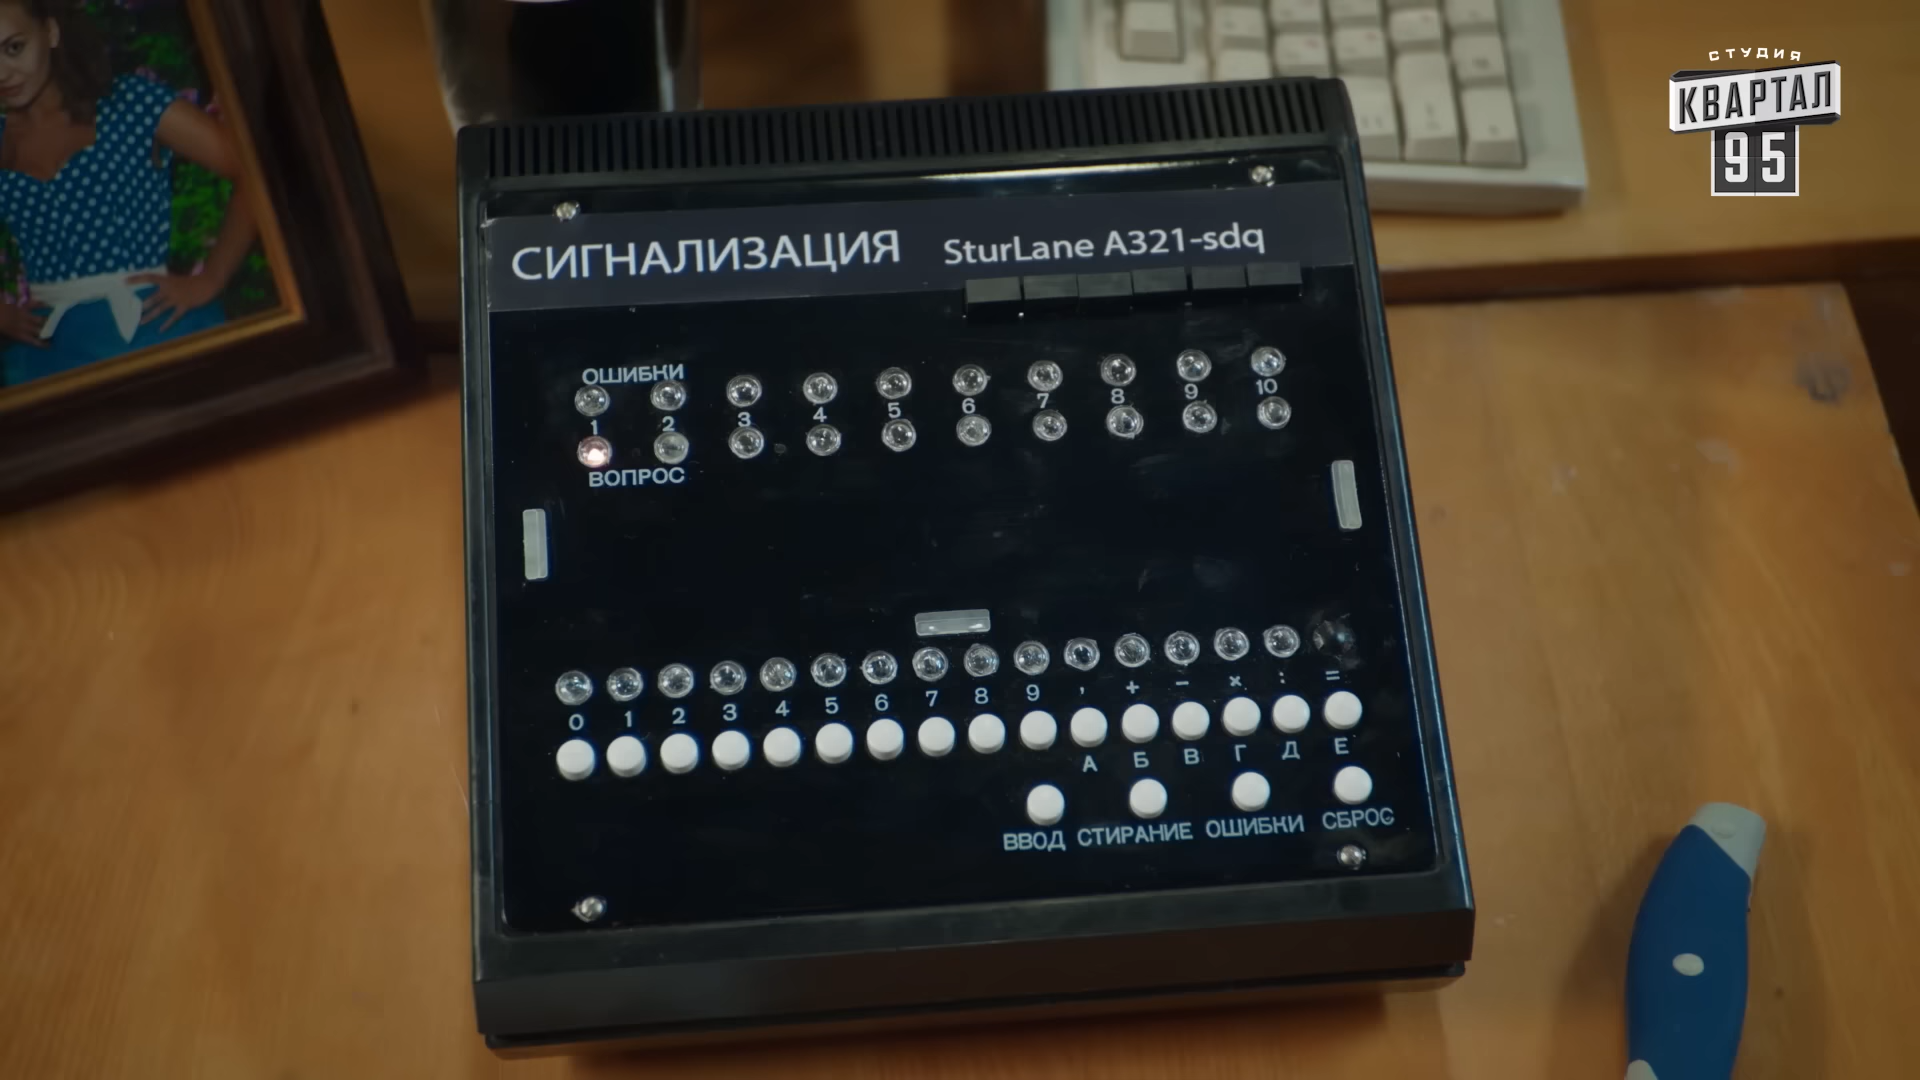 СТУДИЯ
КВАРТАЛ
95
СИГНАЛИЗАЦИЯ SturLane A321-sdq
ОШИБКИ
1 2 3 4 5 6 7 8 9 10
ВОПРОС
0 1 2 3 4 5 6 7 8 9 , + - × : =
А Б В Г Д Е
ВВОД СТИРАНИЕ ОШИБКИ СБРОС